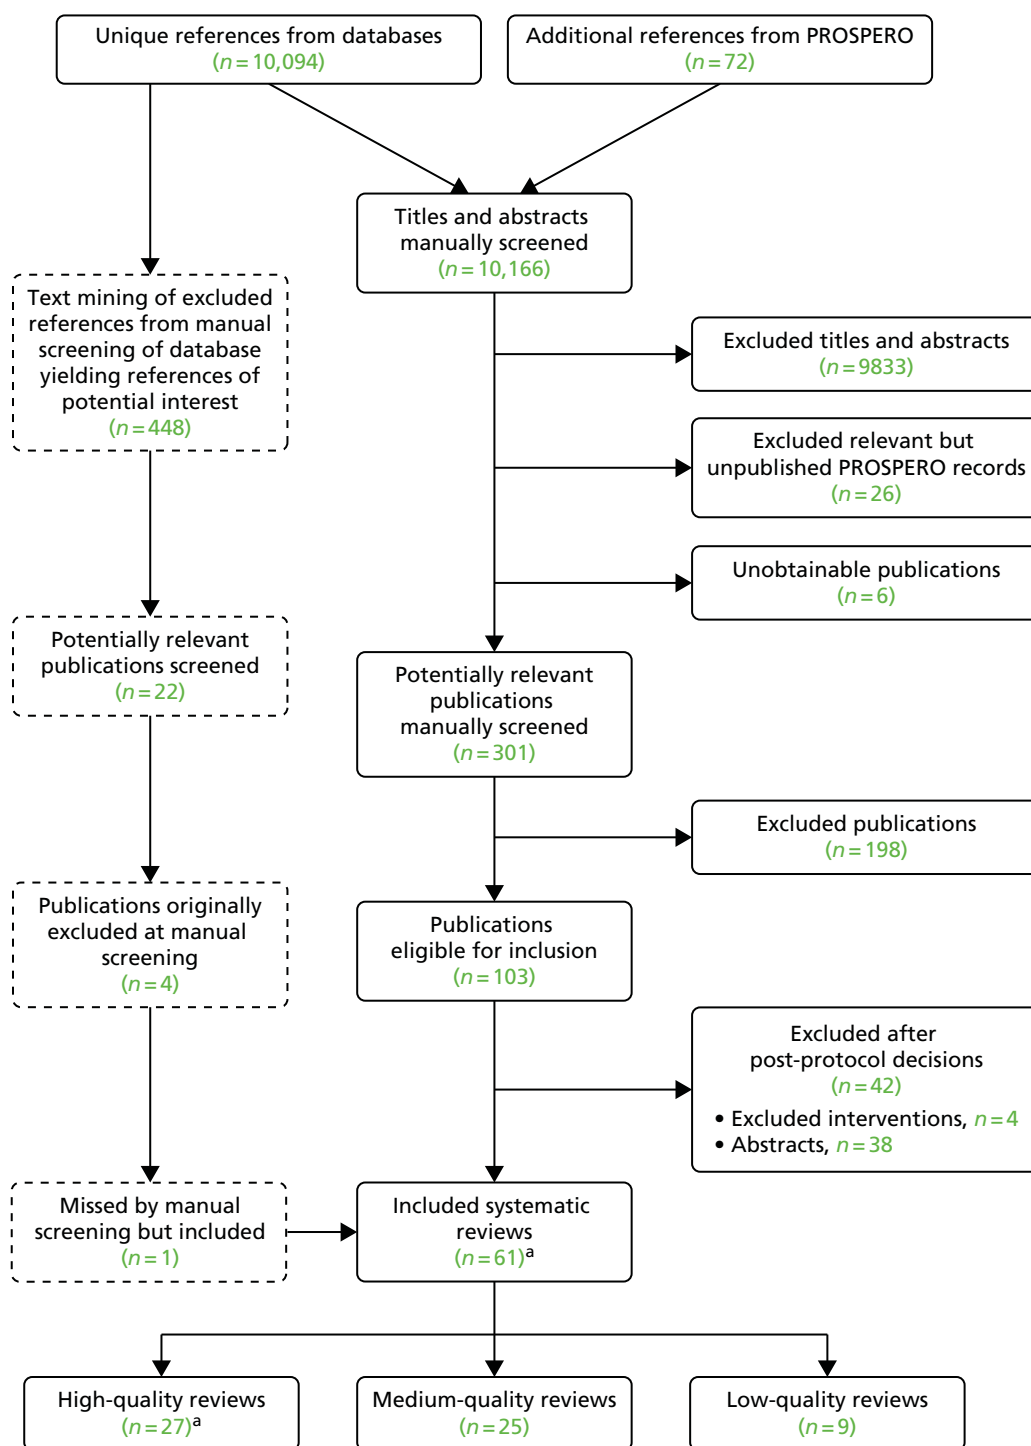 Unique references from databases
(n=10,094)
Additional references from PROSPERO
(n=72)
Titles and abstracts
manually screened
(n=10,166)
Text mining of excluded
references from manual
screening of database
yielding references of
potential interest
(n=448)
Excluded titles and abstracts
(n=9833)
Excluded relevant but
unpublished PROSPERO records
(n=26)
Unobtainable publications
(n=6)
Potentially relevant
publications screened
(n=22)
Potentially relevant
publications
manually screened
(n=301)
Excluded publications
(n=198)
Publications originally
excluded at manual
screening
(n=4)
Publications
eligible for inclusion
(n=103)
Excluded after
post-protocol decisions
(n=42)
• Excluded interventions, n=4
• Abstracts, n=38
Missed by manual
screening but included
(n=1)
Included systematic
reviews
(n=61)a
High-quality reviews
(n=27)a
Medium-quality reviews
(n=25)
Low-quality reviews
(n=9)